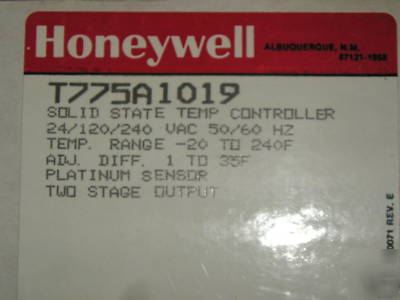 Honeywell
ALBUQUERQUE, N.M.
87121-1958
T775A1019
SOLID STATE TEMP CONTROLLER
24/120/240 VAC 50/60 HZ
TEMP. RANGE -20 TO 240F
ADJ. DIFF. 1 TO 35F
PLATINUM SENSOR
TWO STAGE OUTPUT
0071 REV. E